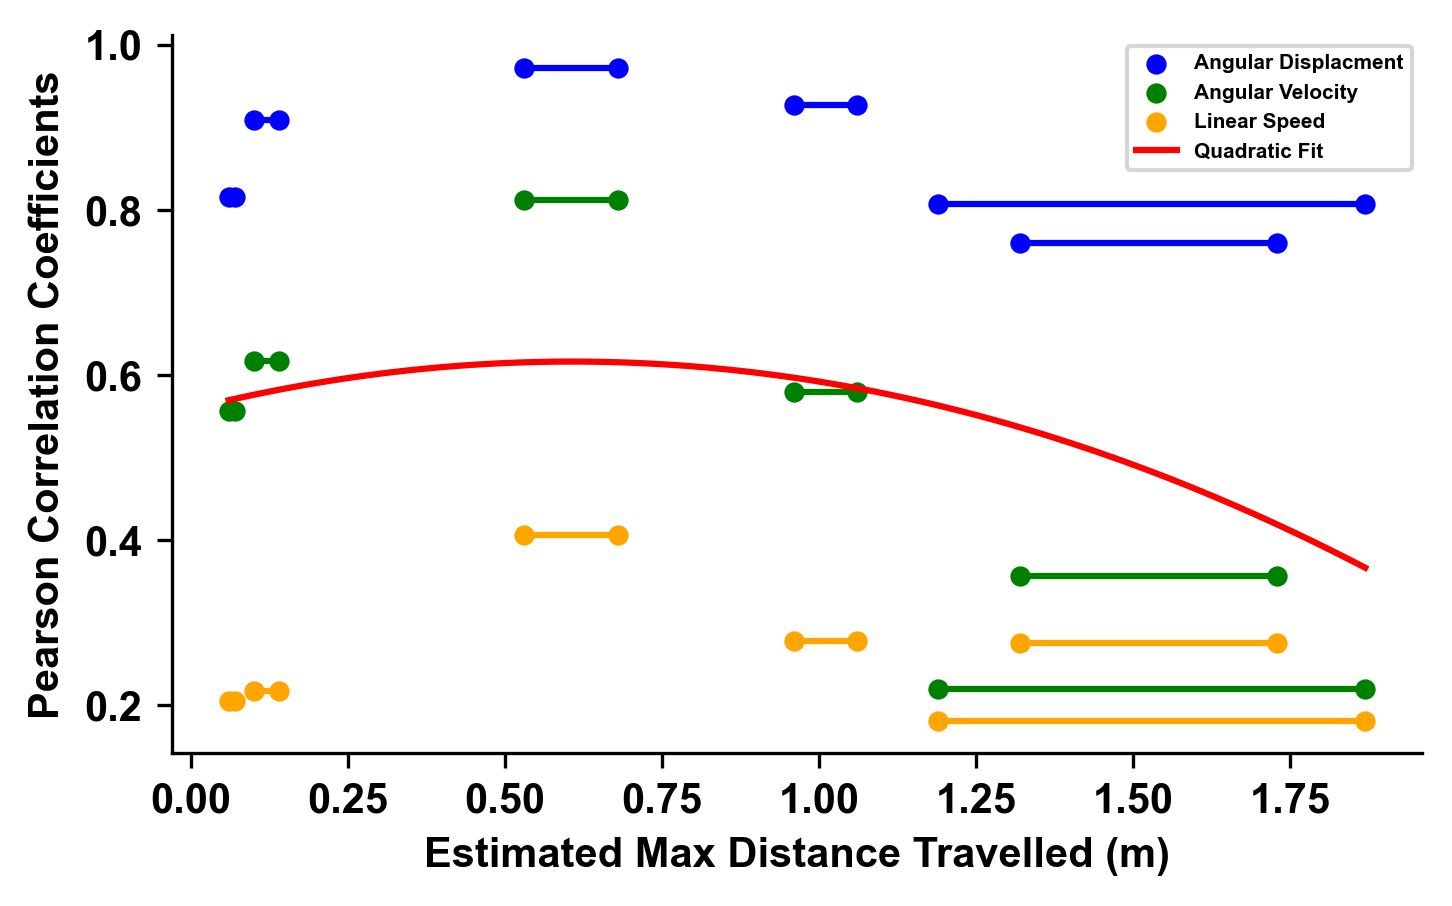 1.0
0.8
0.6
0.4
0.2
Pearson Correlation Coefficients
Angular Displacment
Angular Velocity
Linear Speed
Quadratic Fit
0.00 0.25 0.50 0.75 1.00 1.25 1.50 1.75
Estimated Max Distance Travelled (m)